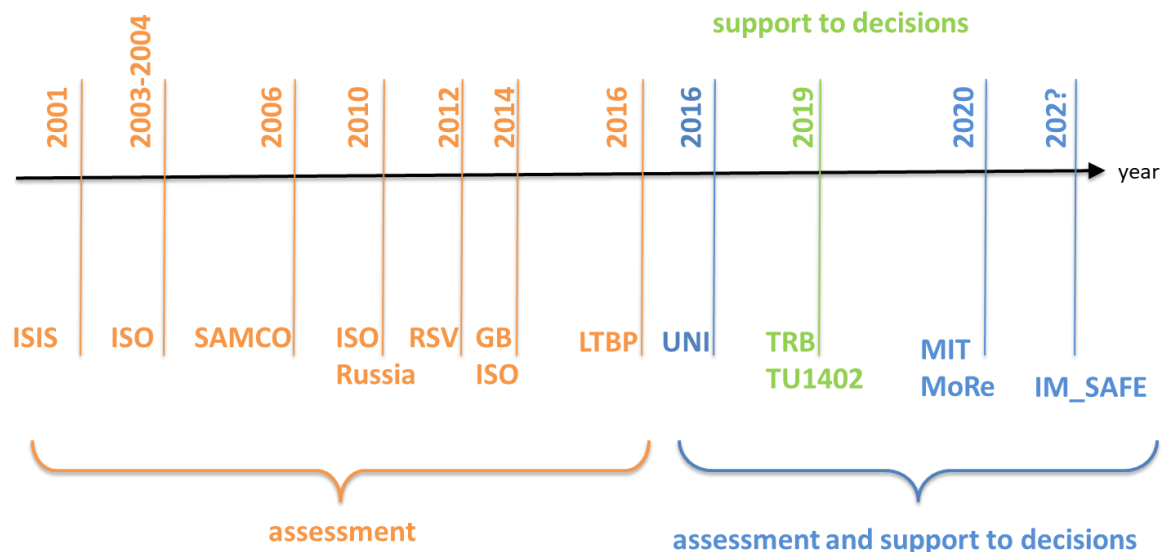 support to decisions
2001
2003-2004
2006
2010
2012
2014
2016
2016
2019
2020
202?
year
ISIS
ISO
SAMCO
ISO
Russia
RSV
GB
ISO
LTBP
UNI
TRB
TU1402
MIT
MoRe
IM_SAFE
assessment
assessment and support to decisions